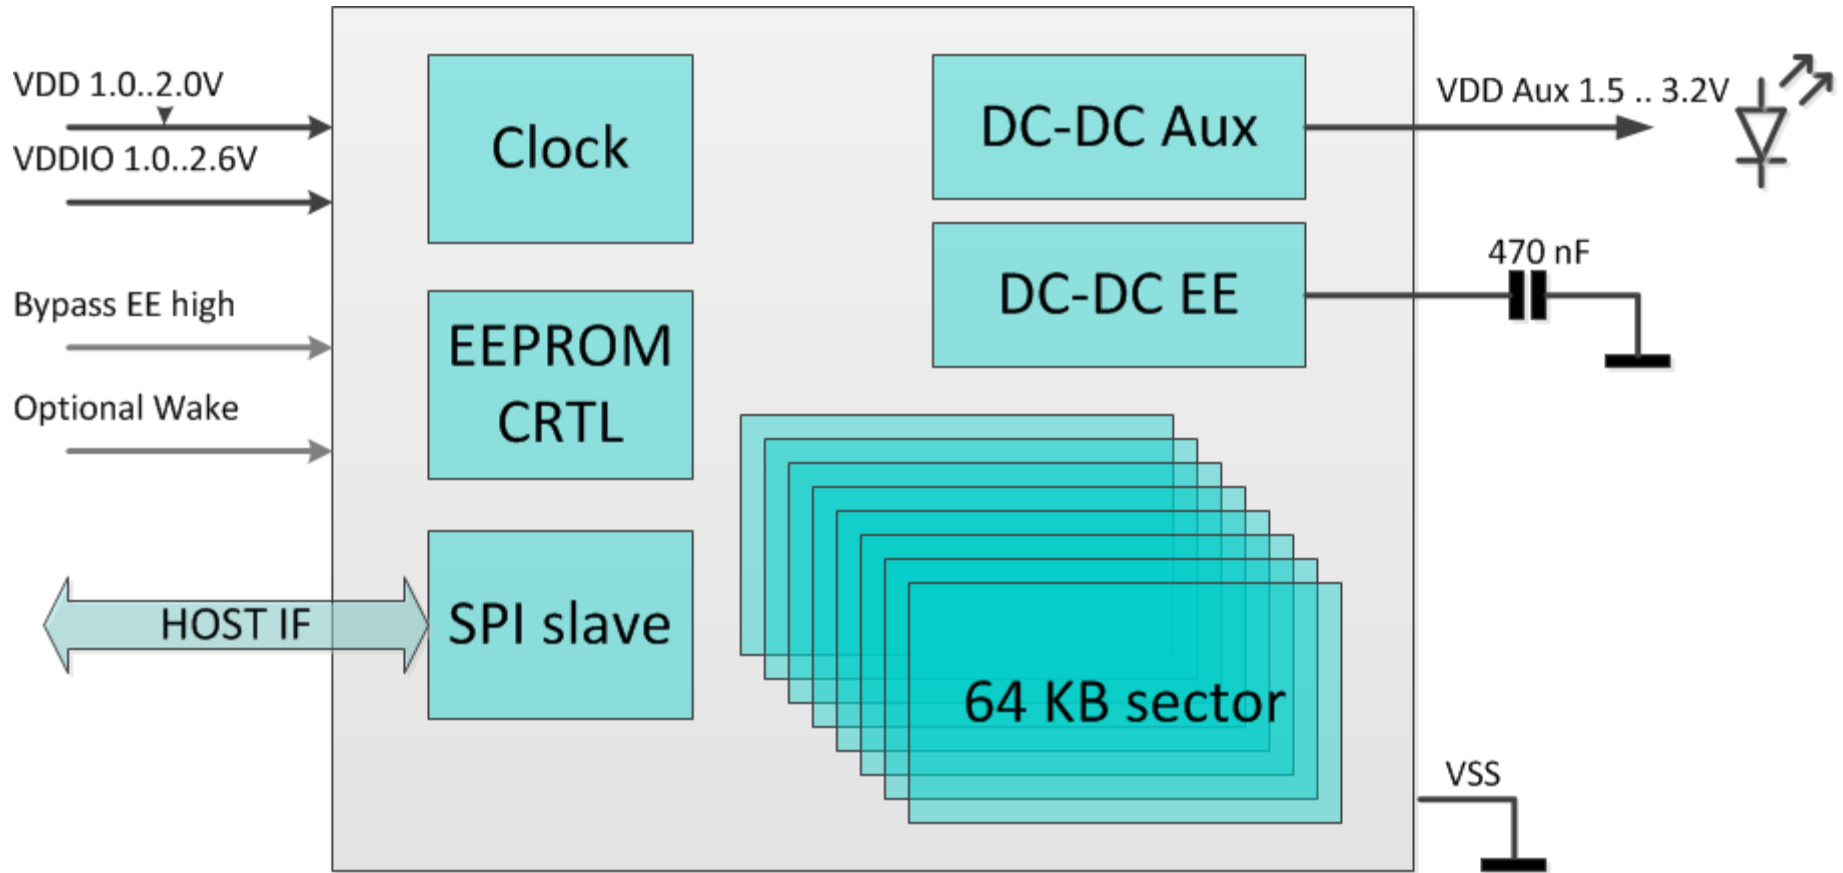 VDD 1.0..2.0V
VDDIO 1.0..2.6V
Bypass EE high
Optional Wake
HOST IF
Clock
EEPROM
CRTL
SPI slave
DC-DC Aux
DC-DC EE
64 KB sector
VDD Aux 1.5 .. 3.2V
470 nF
VSS